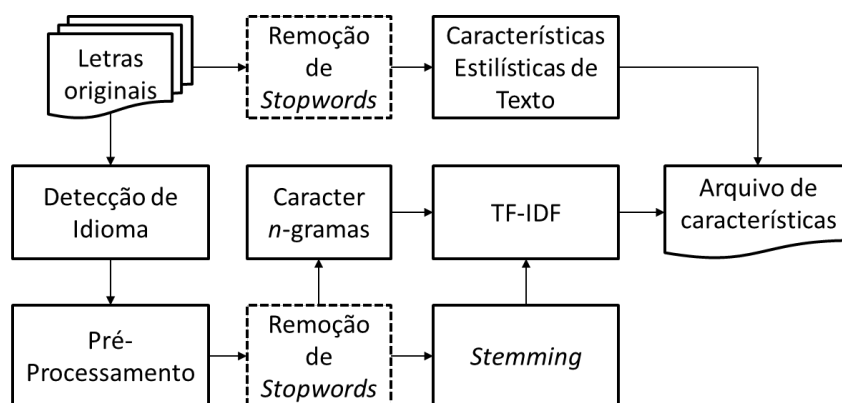 Letras
originais
Remoção
de
Stopwords
Características
Estilísticas de
Texto
Detecção de
Idioma
Caracter
n-gramas
TF-IDF
Arquivo de
características
Pré-
Processamento
Remoção
de
Stopwords
Stemming